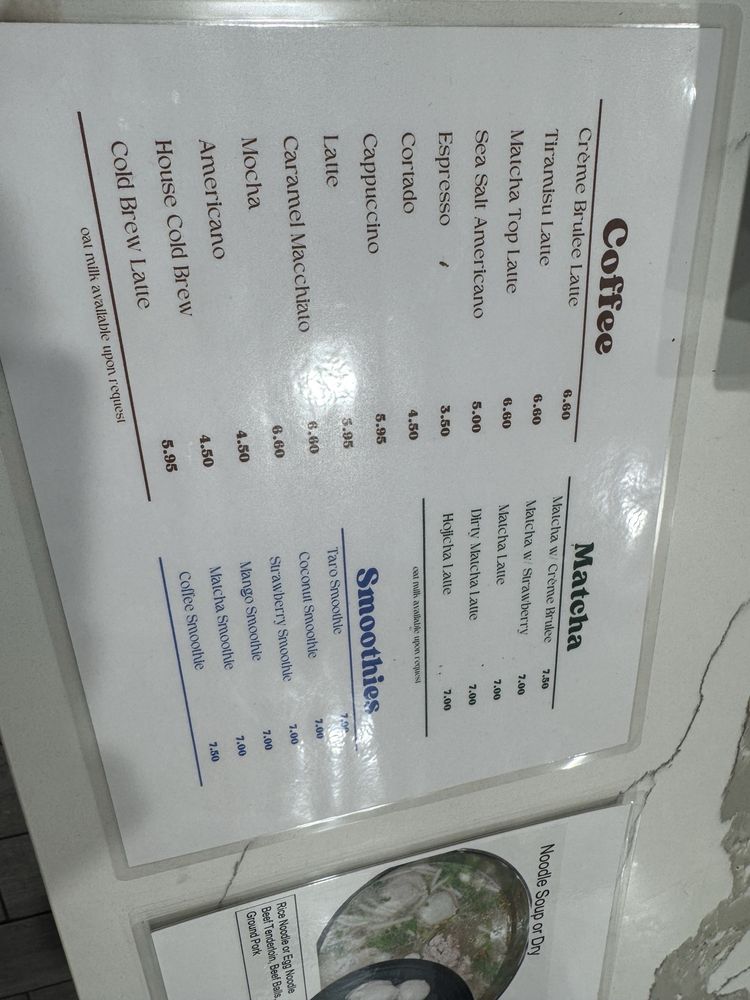 Coffee
Crème Brulee Latte 6.60
Tiramisu Latte 6.60
Matcha Top Latte 6.60
Sea Salt Americano 5.00
Espresso 3.50
Cortado 4.50
Cappuccino 5.95
Latte 5.95
Caramel Macchiato 6.60
Mocha 6.60
Americano 4.50
House Cold Brew 4.50
Cold Brew Latte 5.95
oat milk available upon request
Matcha
Matcha w/ Crème Brulee 7.50
Matcha w/ Strawberry 7.00
Matcha Latte 7.00
Dirty Matcha Latte 7.00
Hojicha Latte 7.00
oat milk available upon request
Smoothies
Taro Smoothie
Coconut Smoothie 7.00
Strawberry Smoothie 7.00
Mango Smoothie 7.00
Matcha Smoothie 7.00
Coffee Smoothie 7.50
Noodle Soup or Dry
Rice Noodle or Egg Noodle
Beef Tenderloin, Beef Balls,
Ground Pork